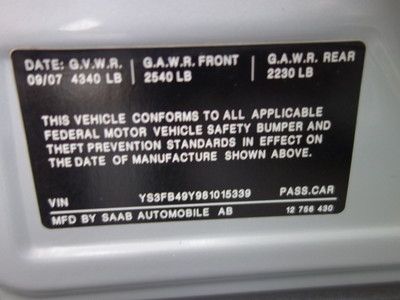 DATE: G.V.W.R. G.A.W.R. FRONT G.A.W.R. REAR
09/07 4340 LB 2540 LB 2230 LB
THIS VEHICLE CONFORMS TO ALL APPLICABLE
FEDERAL MOTOR VEHICLE SAFETY BUMPER AND
THEFT PREVENTION STANDARDS IN EFFECT ON
THE DATE OF MANUFACTURE SHOWN ABOVE.
VIN YS3FB49Y981015339 PASS.CAR
MFD BY SAAB AUTOMOBILE AB 12 756 430